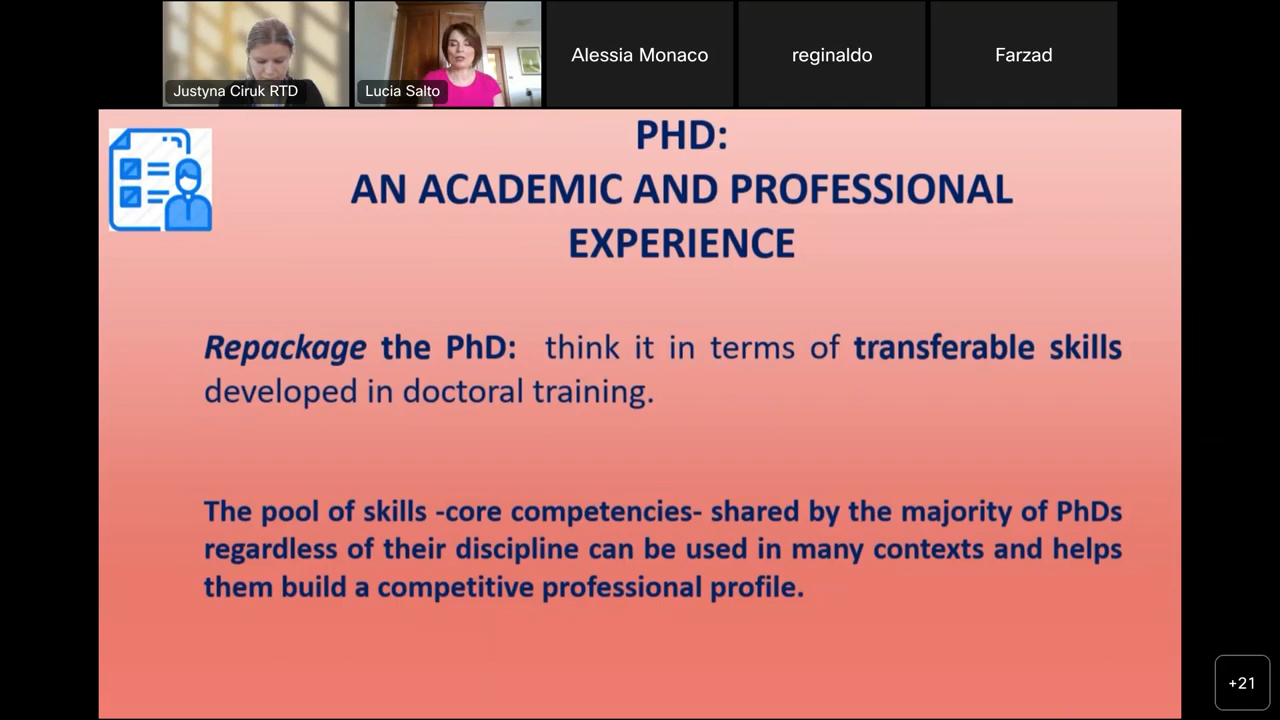 Justyna Ciruk RTD
Lucia Salto
Alessia Monaco
reginaldo
Farzad
PHD:
AN ACADEMIC AND PROFESSIONAL
EXPERIENCE
Repackage the PhD: think it in terms of transferable skills
developed in doctoral training.
The pool of skills -core competencies- shared by the majority of PhDs
regardless of their discipline can be used in many contexts and helps
them build a competitive professional profile.
+21